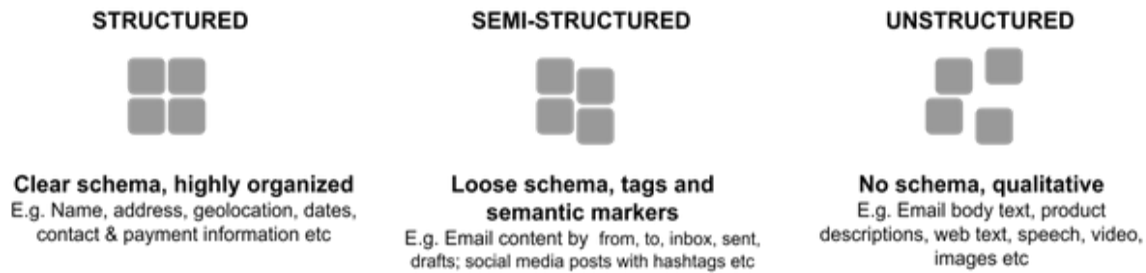 STRUCTURED
Clear schema, highly organized
E.g. Name, address, geolocation, dates,
contact & payment information etc
SEMI-STRUCTURED
Loose schema, tags and
semantic markers
E.g. Email content by from, to, inbox, sent,
drafts; social media posts with hashtags etc
UNSTRUCTURED
No schema, qualitative
E.g. Email body text, product
descriptions, web text, speech, video,
images etc